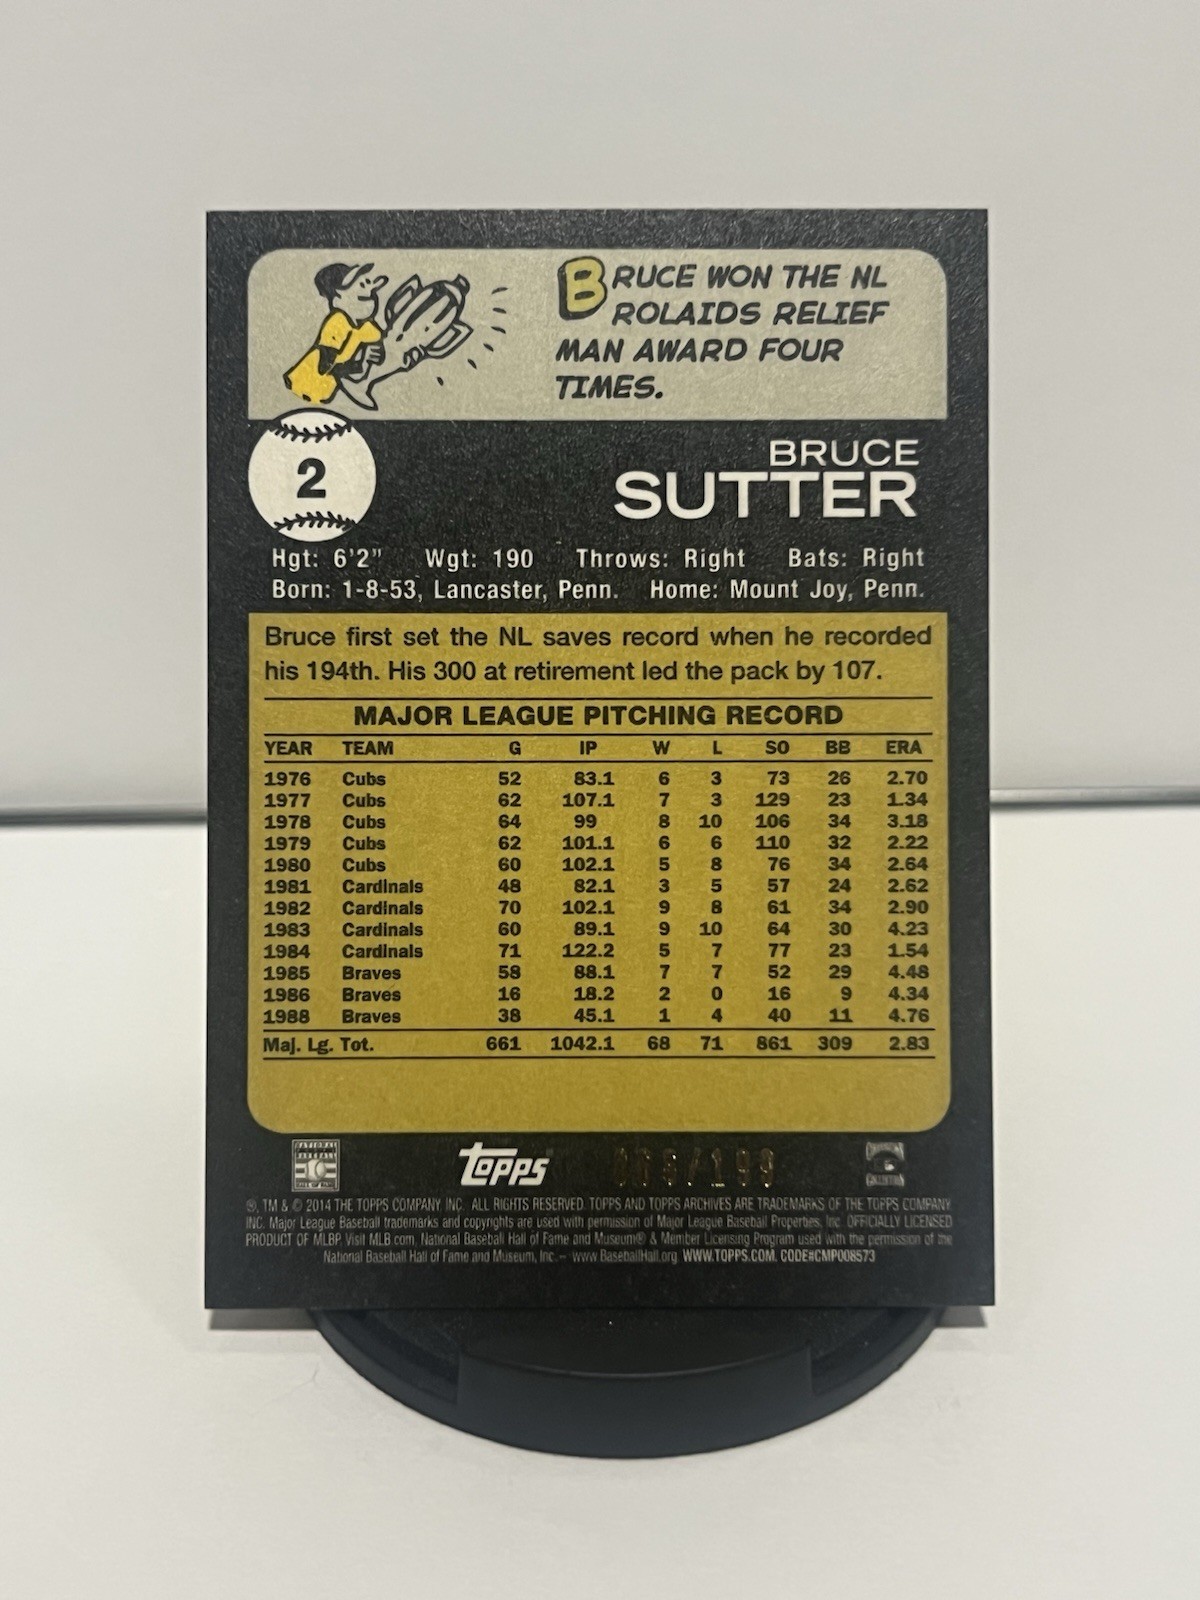 BRUCE WON THE NL
ROLAIDS RELIEF
MAN AWARD FOUR
TIMES.
2
BRUCE
SUTTER
Hgt: 6'2" Wgt: 190 Throws: Right Bats: Right
Born: 1-8-53, Lancaster, Penn. Home: Mount Joy, Penn.
Bruce first set the NL saves record when he recorded
his 194th. His 300 at retirement led the pack by 107.
MAJOR LEAGUE PITCHING RECORD
YEAR TEAM G IP W L SO BB ERA
1976 Cubs 52 83.1 6 3 73 26 2.70
1977 Cubs 62 107.1 7 3 129 23 1.34
1978 Cubs 64 99 8 10 106 34 3.18
1979 Cubs 62 101.1 6 6 110 32 2.22
1980 Cubs 60 102.1 5 8 76 34 2.64
1981 Cardinals 48 82.1 3 5 57 24 2.62
1982 Cardinals 70 102.1 9 8 61 34 2.90
1983 Cardinals 60 89.1 9 10 64 30 4.23
1984 Cardinals 71 122.2 5 7 77 23 1.54
1985 Braves 58 88.1 7 7 52 29 4.48
1986 Braves 16 18.2 2 0 16 9 4.34
1988 Braves 38 45.1 1 4 40 11 4.76
Maj. Lg. Tot. 661 1042.1 68 71 861 309 2.83
NATIONAL
BASEBALL
HALL OF FAME
Topps
®, TM & © 2014 THE TOPPS COMPANY, INC. ALL RIGHTS RESERVED. TOPPS AND TOPPS ARCHIVES ARE TRADEMARKS OF THE TOPPS COMPANY
INC. Major League Baseball trademarks and copyrights are used with permission of Major League Baseball Properties, Inc. OFFICIALLY LICENSED
PRODUCT OF MLBP. Visit MLB.com. National Baseball Hall of Fame and Museum® & Member Licensing Program used with the permission of the
National Baseball Hall of Fame and Museum, Inc.– www.BaseballHall.org WWW.TOPPS.COM. CODE#CMP008573